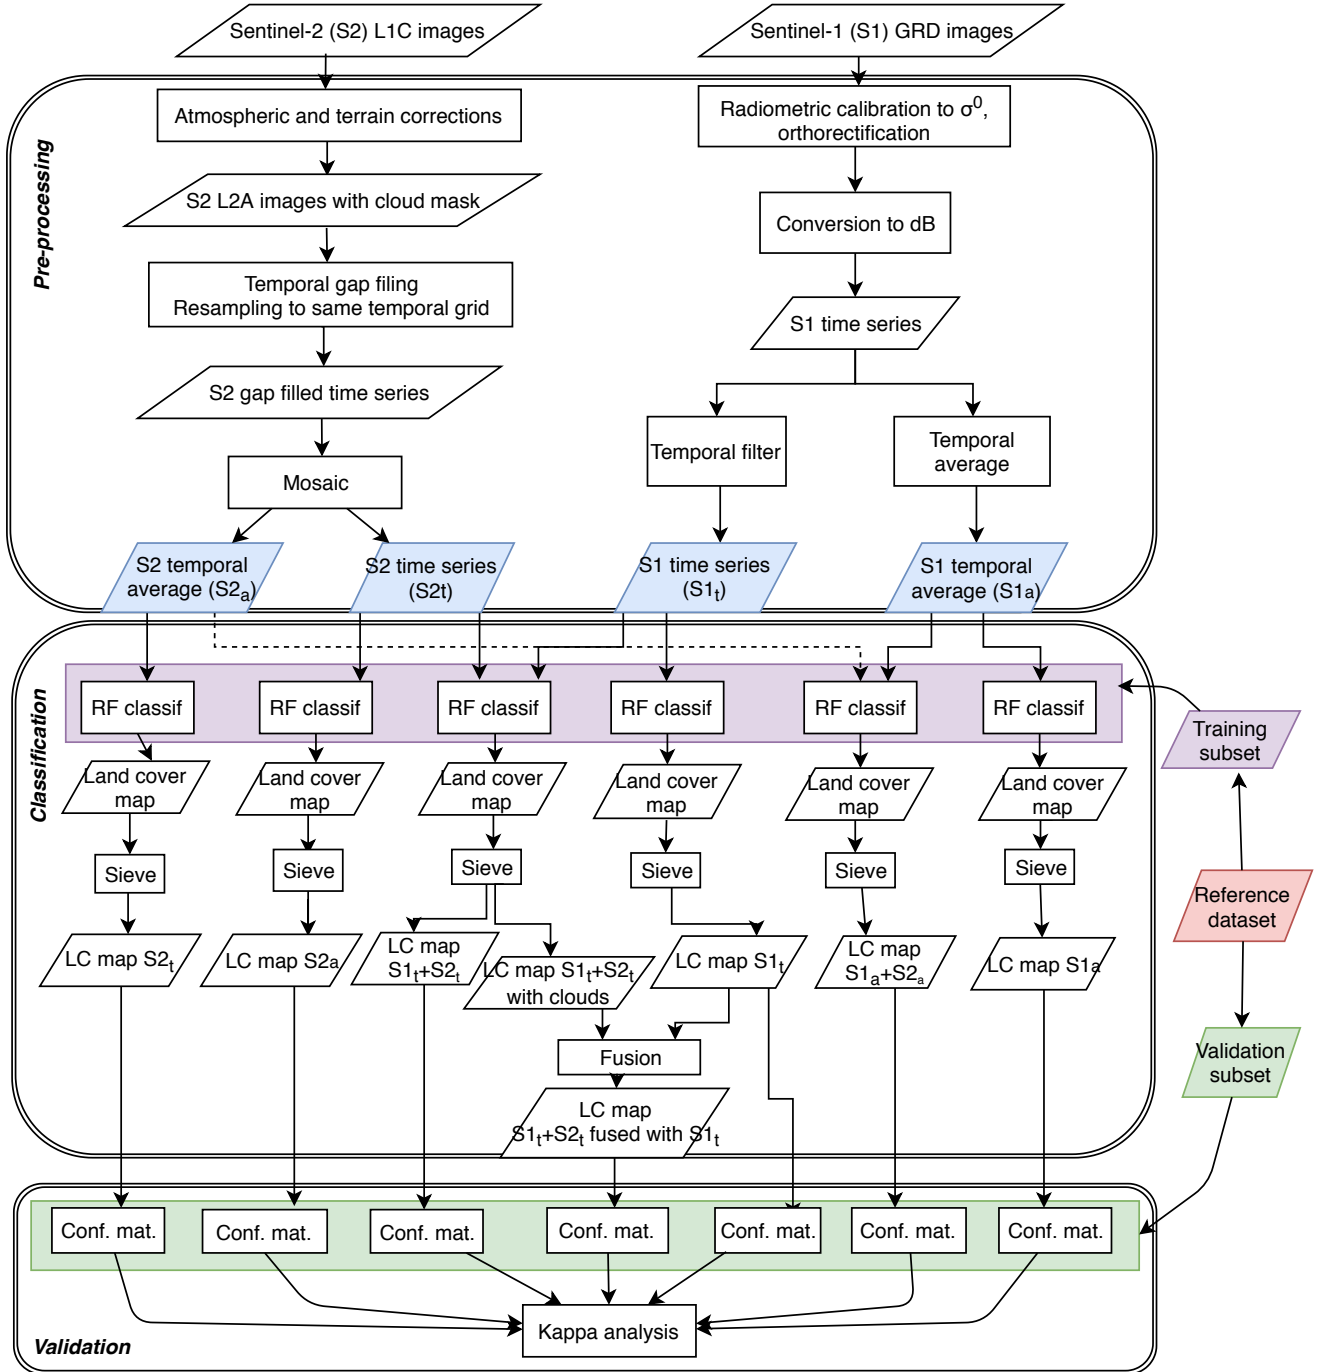 Sentinel-2 (S2) L1C images
Sentinel-1 (S1) GRD images
Pre-processing
Atmospheric and terrain corrections
Radiometric calibration to σ⁰,
orthorectification
S2 L2A images with cloud mask
Conversion to dB
Temporal gap filing
Resampling to same temporal grid
S1 time series
S2 gap filled time series
Temporal filter
Temporal
average
Mosaic
S2 temporal
average (S2ₐ)
S2 time series
(S2t)
S1 time series
(S1ₜ)
S1 temporal
average (S1a)
Classification
RF classif
RF classif
RF classif
RF classif
RF classif
RF classif
Training
subset
Land cover
map
Land cover
map
Land cover
map
Land cover
map
Land cover
map
Land cover
map
Sieve
Sieve
Sieve
Sieve
Sieve
Sieve
Reference
dataset
LC map S2ₜ
LC map S2a
LC map
S1ₜ+S2ₜ
LC map S1ₜ+S2ₜ
with clouds
LC map S1ₜ
LC map
S1ₐ+S2ₐ
LC map S1a
Fusion
Validation
subset
LC map
S1ₜ+S2ₜ fused with S1ₜ
Conf. mat.
Conf. mat.
Conf. mat.
Conf. mat.
Conf. mat.
Conf. mat.
Conf. mat.
Kappa analysis
Validation